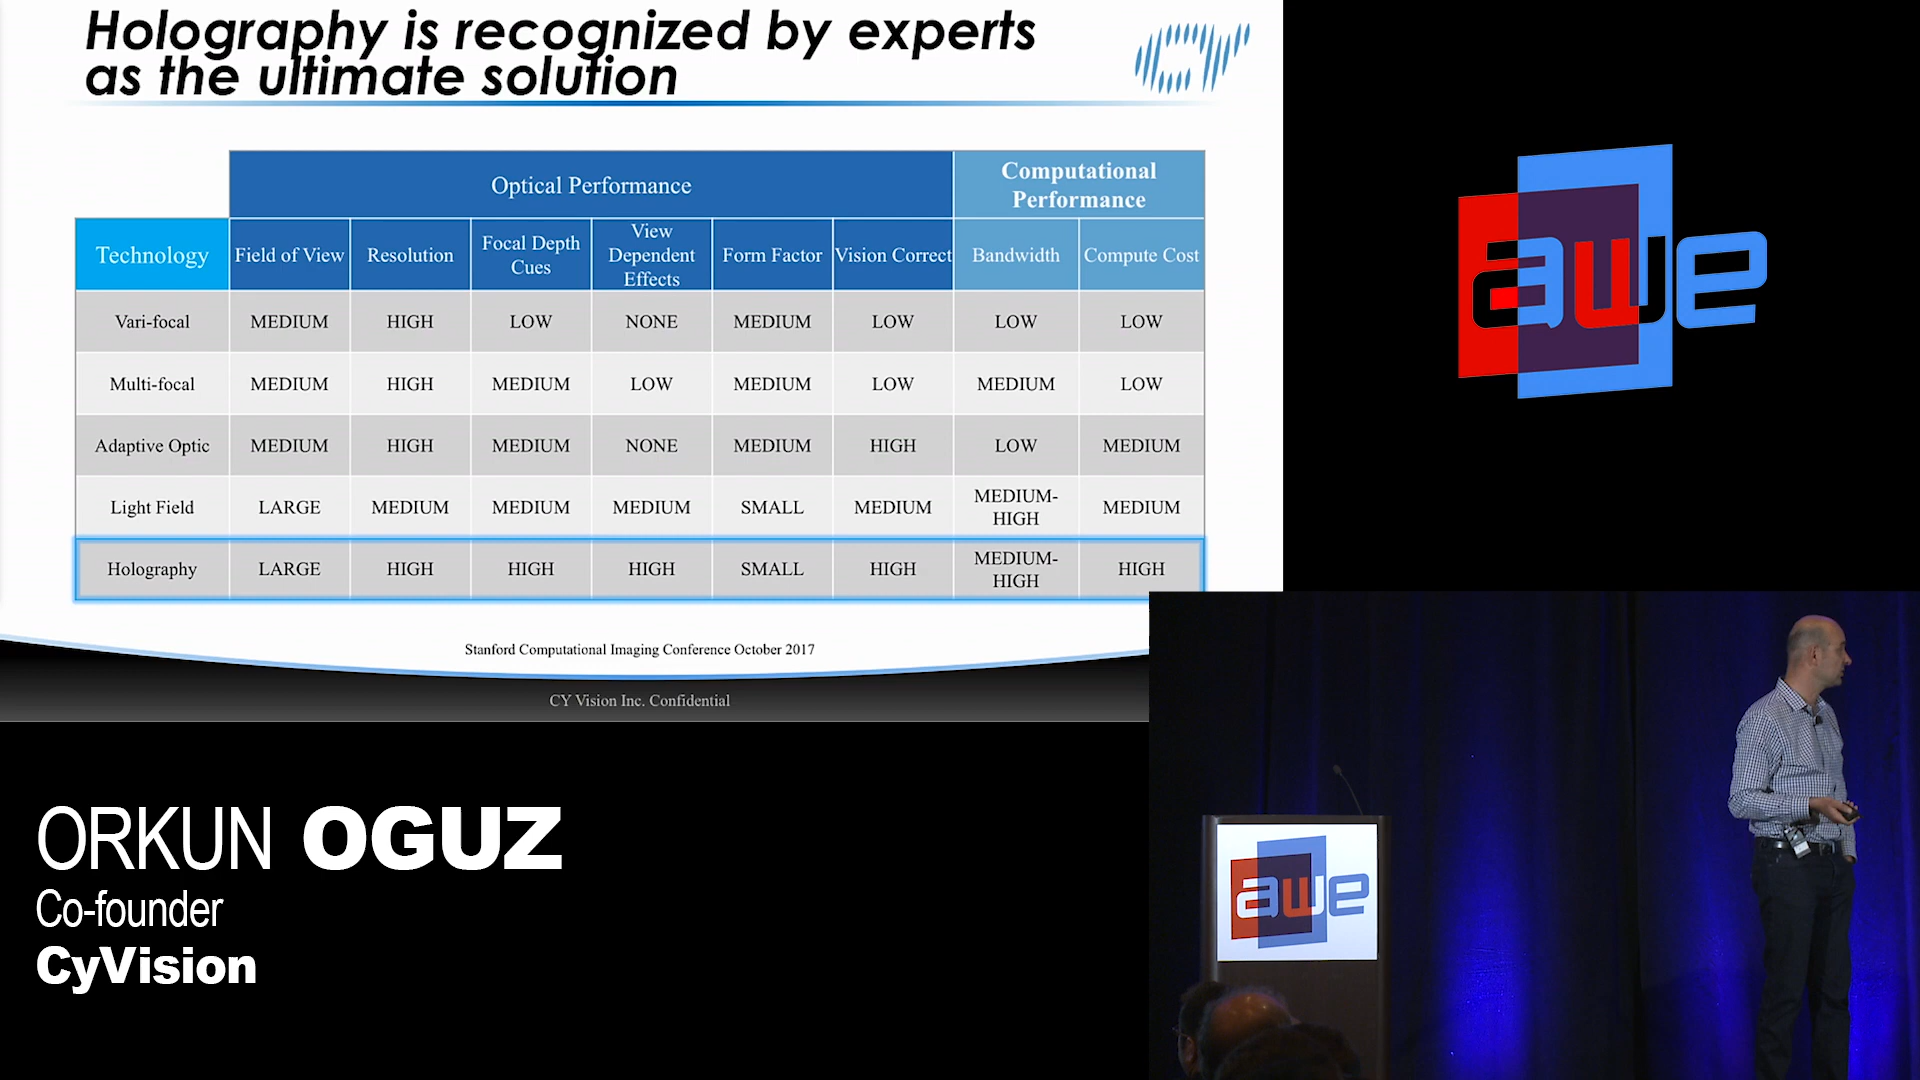 Holography is recognized by experts
as the ultimate solution
CY
Optical Performance
Computational
Performance
Technology
Field of View
Resolution
Focal Depth
Cues
View
Dependent
Effects
Form Factor
Vision Correct
Bandwidth
Compute Cost
Vari-focal MEDIUM HIGH LOW NONE MEDIUM LOW LOW LOW
Multi-focal MEDIUM HIGH MEDIUM LOW MEDIUM LOW MEDIUM LOW
Adaptive Optic MEDIUM HIGH MEDIUM NONE MEDIUM HIGH LOW MEDIUM
Light Field LARGE MEDIUM MEDIUM MEDIUM SMALL MEDIUM MEDIUM-
HIGH MEDIUM
Holography LARGE HIGH HIGH HIGH SMALL HIGH MEDIUM-
HIGH HIGH
Stanford Computational Imaging Conference October 2017
CY Vision Inc. Confidential
awe
awe
ORKUN OGUZ
Co-founder
CyVision